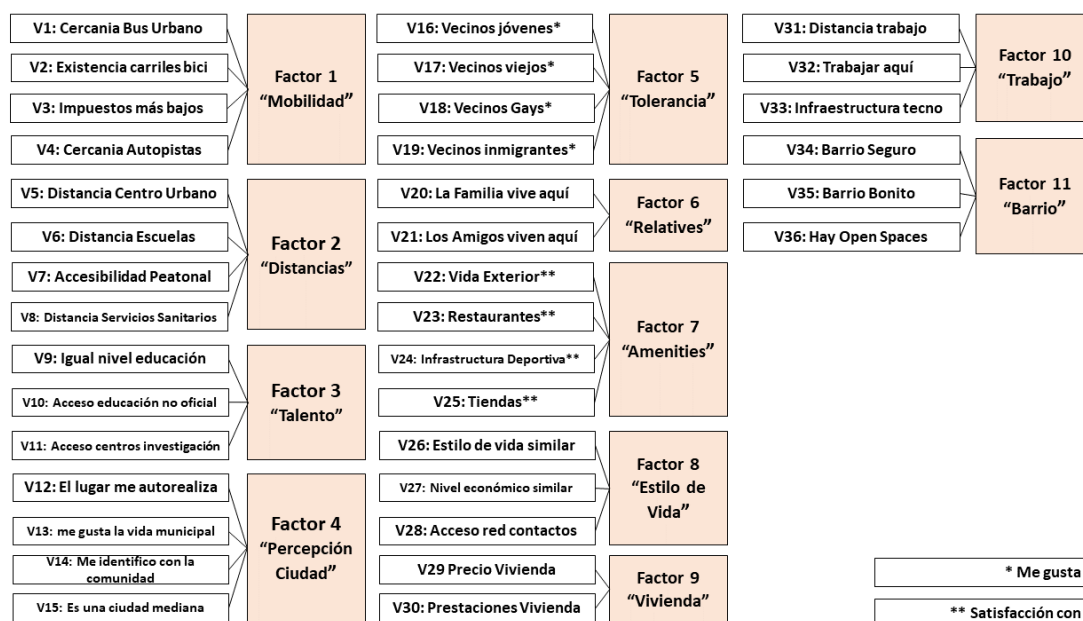 V1: Cercania Bus Urbano
V2: Existencia carriles bici
V3: Impuestos más bajos
V4: Cercania Autopistas
Factor 1
“Mobilidad”
V5: Distancia Centro Urbano
V6: Distancia Escuelas
V7: Accesibilidad Peatonal
V8: Distancia Servicios Sanitarios
Factor 2
“Distancias”
V9: Igual nivel educación
V10: Acceso educación no oficial
V11: Acceso centros investigación
Factor 3
“Talento”
V12: El lugar me autorealiza
V13: me gusta la vida municipal
V14: Me identifico con la
comunidad
V15: Es una ciudad mediana
Factor 4
“Percepción
Ciudad”
V16: Vecinos jóvenes*
V17: Vecinos viejos*
V18: Vecinos Gays*
V19: Vecinos inmigrantes*
Factor 5
“Tolerancia”
V20: La Familia vive aquí
V21: Los Amigos viven aquí
Factor 6
“Relatives”
V22: Vida Exterior**
V23: Restaurantes**
V24: Infrastructura Deportiva**
V25: Tiendas**
Factor 7
“Amenities”
V26: Estilo de vida similar
V27: Nivel económico similar
V28: Acceso red contactos
Factor 8
“Estilo de
Vida”
V29 Precio Vivienda
V30: Prestaciones Vivienda
Factor 9
“Vivienda”
V31: Distancia trabajo
V32: Trabajar aquí
V33: Infraestructura tecno
Factor 10
“Trabajo”
V34: Barrio Seguro
V35: Barrio Bonito
V36: Hay Open Spaces
Factor 11
“Barrio”
* Me gusta
** Satisfacción con